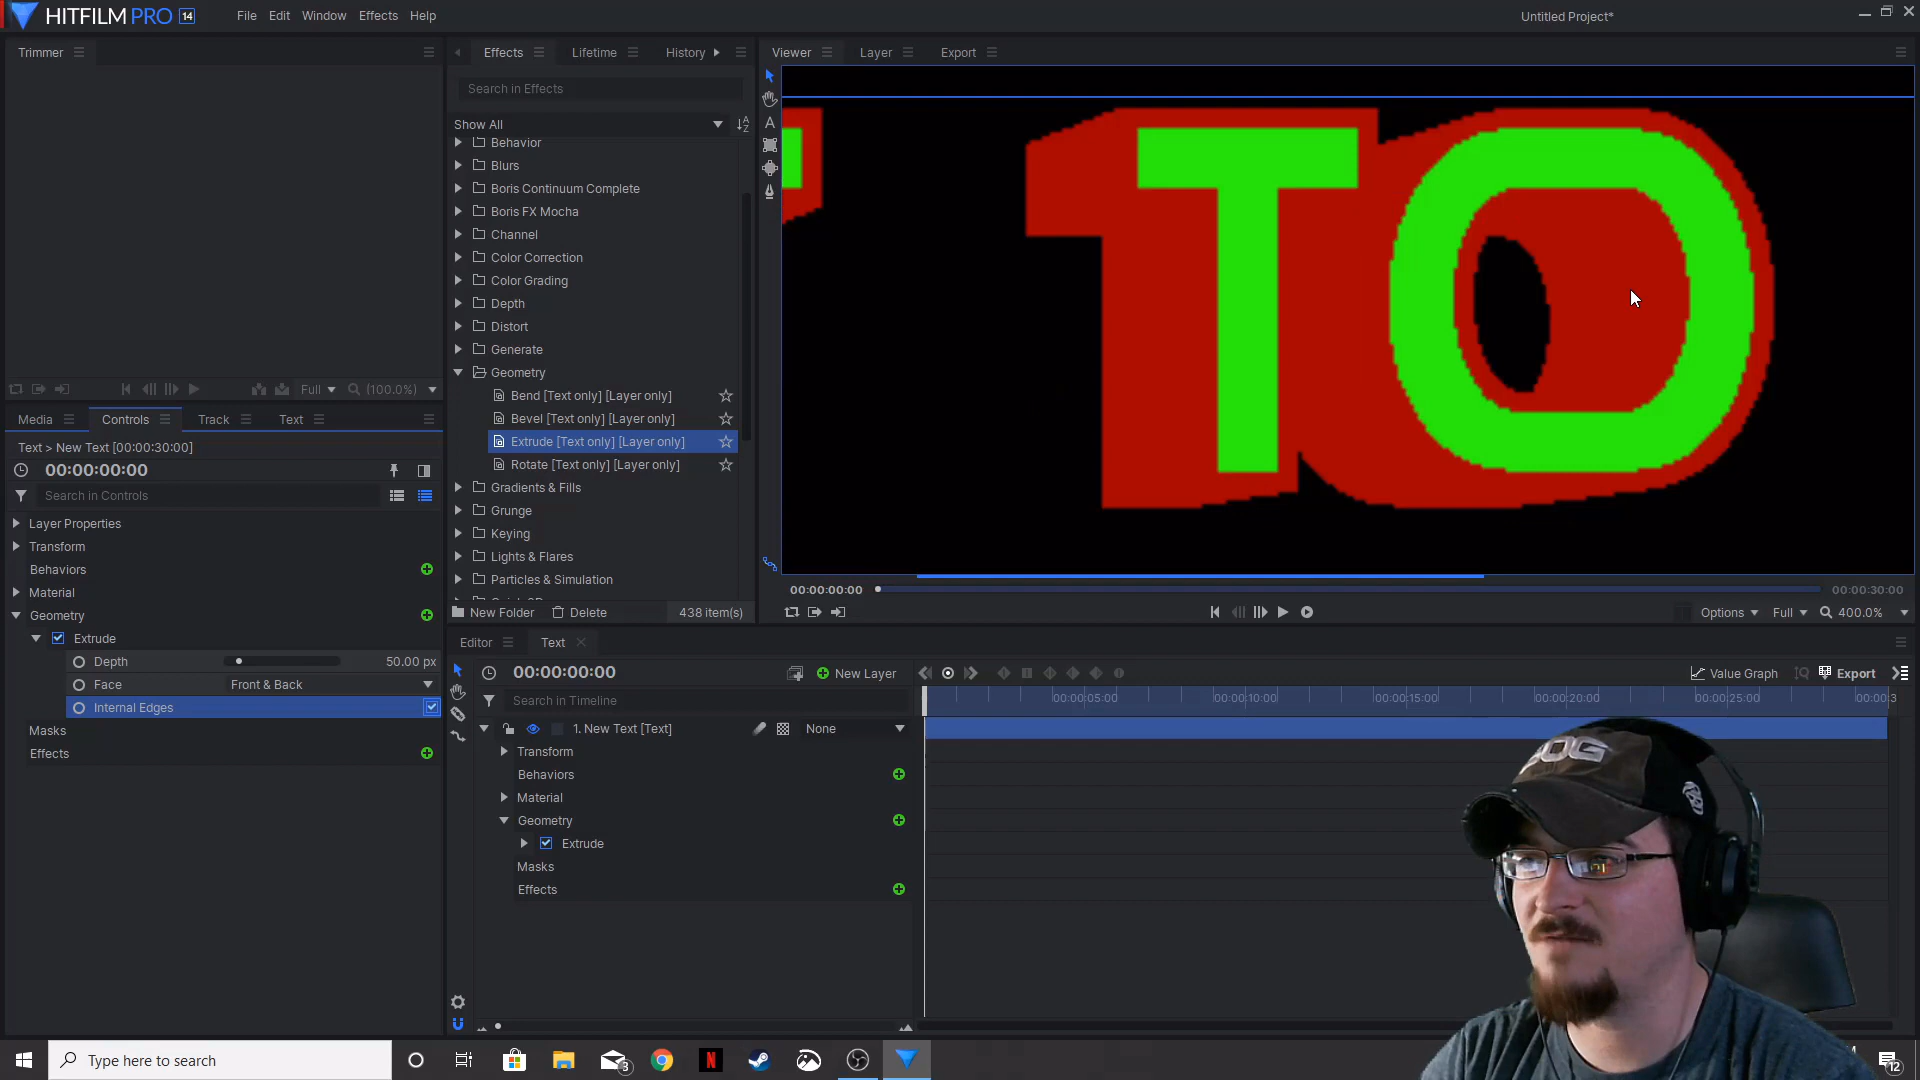 HITFILM PRO 14
File Edit Window Effects Help
Untitled Project*
Trimmer
Effects Lifetime History
Viewer Layer Export
Search in Effects
Show All
Behavior
Blurs
Boris Continuum Complete
Boris FX Mocha
Channel
Color Correction
Color Grading
Depth
Distort
Generate
Geometry
Bend [Text only] [Layer only]
Bevel [Text only] [Layer only]
Extrude [Text only] [Layer only]
Rotate [Text only] [Layer only]
Gradients & Fills
Grunge
Keying
Lights & Flares
Particles & Simulation
New Folder Delete 438 item(s)
TO
00:00:00:00 00:00:30:00
Options Full 400.0%
Full (100.0%)
Media Controls Track Text
Text > New Text [00:00:30:00]
00:00:00:00
Search in Controls
Layer Properties
Transform
Behaviors
Material
Geometry
Extrude
Depth 50.00 px
Face Front & Back
Internal Edges
Masks
Effects
Editor Text
00:00:00:00 New Layer Value Graph Export
Search in Timeline
00:00:05:00 00:00:10:00 00:00:15:00 00:00:20:00 00:00:25:00 00:00:3
1. New Text [Text] None
Transform
Behaviors
Material
Geometry
Extrude
Masks
Effects
Type here to search
3
12